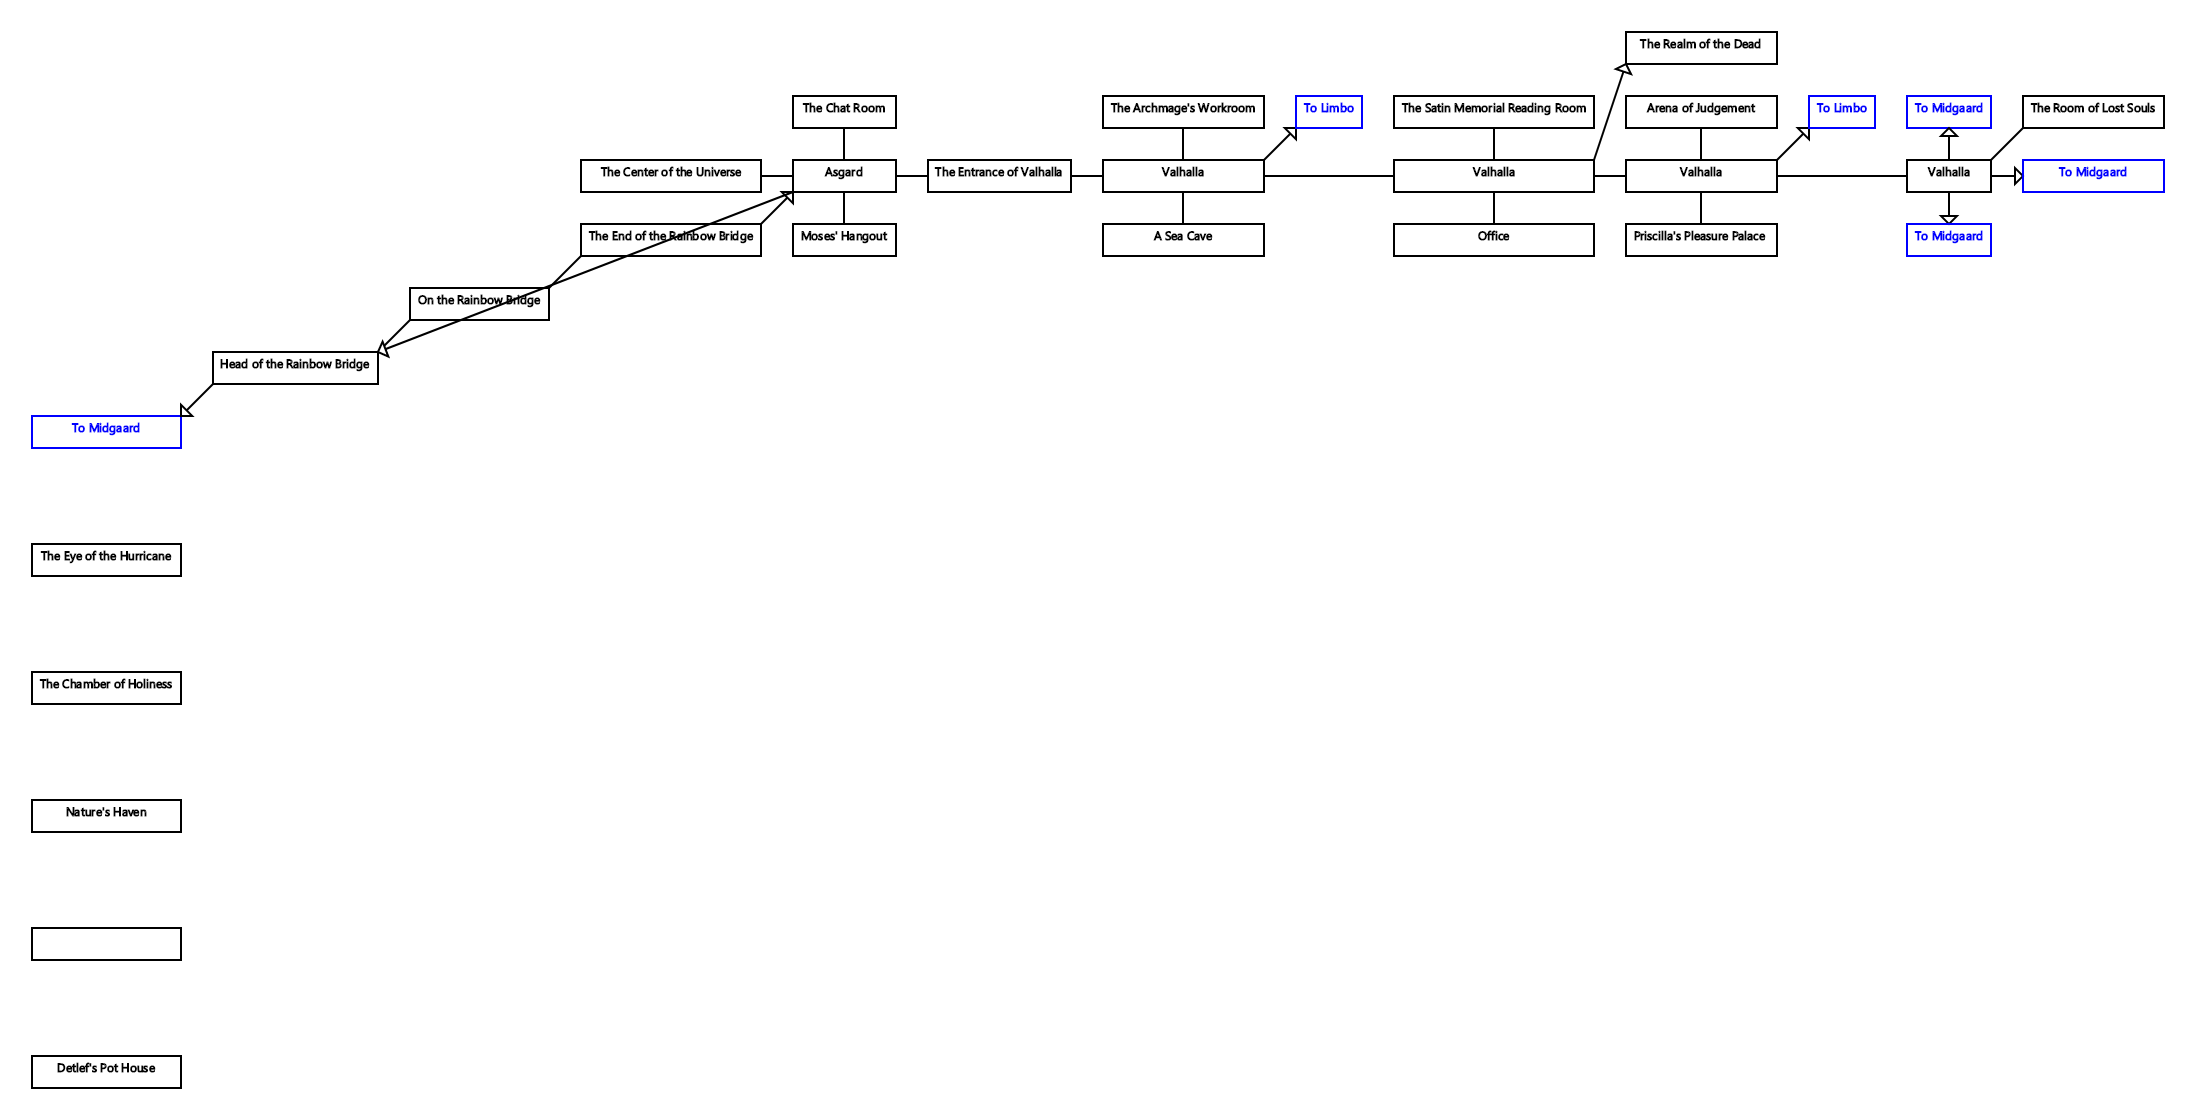 The Realm of the Dead
The Chat Room
The Archmage's Workroom
To Limbo
The Satin Memorial Reading Room
Arena of Judgement
To Limbo
To Midgaard
The Room of Lost Souls
The Center of the Universe
Asgard
The Entrance of Valhalla
Valhalla
Valhalla
Valhalla
Valhalla
To Midgaard
The End of the Rainbow Bridge
Moses' Hangout
A Sea Cave
Office
Priscilla's Pleasure Palace
To Midgaard
On the Rainbow Bridge
Head of the Rainbow Bridge
To Midgaard
The Eye of the Hurricane
The Chamber of Holiness
Nature's Haven
Detlef's Pot House